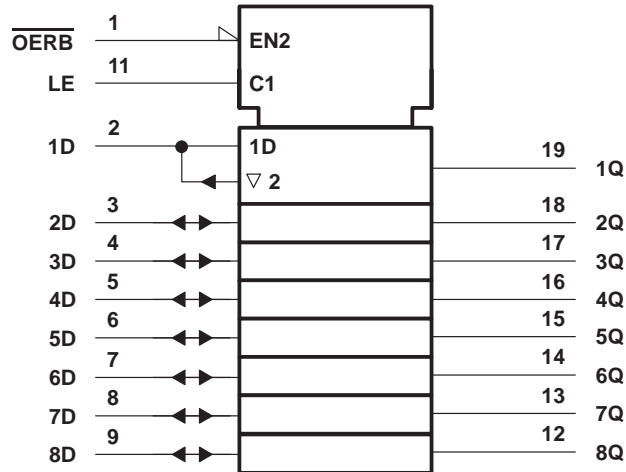 O̅E̅R̅B̅ 1 EN2
LE 11 C1
1D 2 1D 19 1Q
▽ 2
2D 3 18 2Q
3D 4 17 3Q
4D 5 16 4Q
5D 6 15 5Q
6D 7 14 6Q
7D 8 13 7Q
8D 9 12 8Q